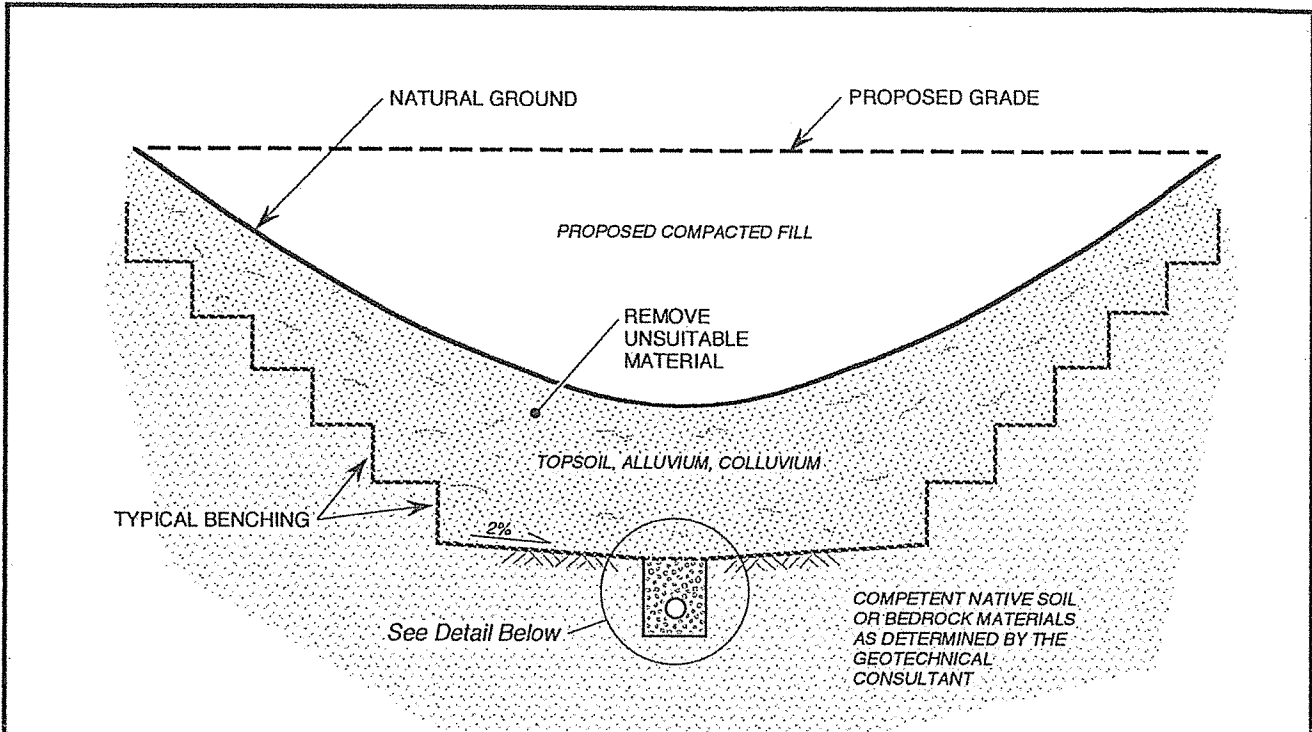 NATURAL GROUND
PROPOSED GRADE
PROPOSED COMPACTED FILL
REMOVE
UNSUITABLE
MATERIAL
TOPSOIL, ALLUVIUM, COLLUVIUM
TYPICAL BENCHING
2%
See Detail Below
COMPETENT NATIVE SOIL
OR BEDROCK MATERIALS
AS DETERMINED BY THE
GEOTECHNICAL
CONSULTANT